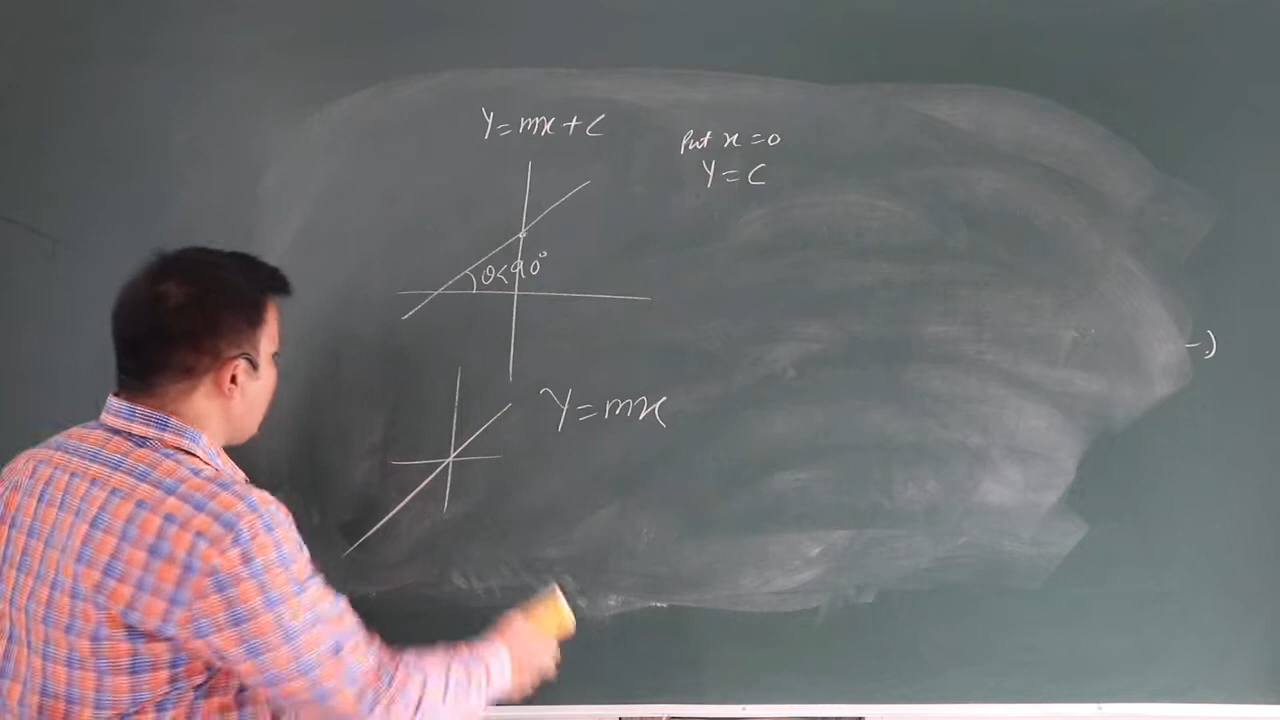 Y=mx+c
Put x=0
Y=C
θ<90°
Y=mx